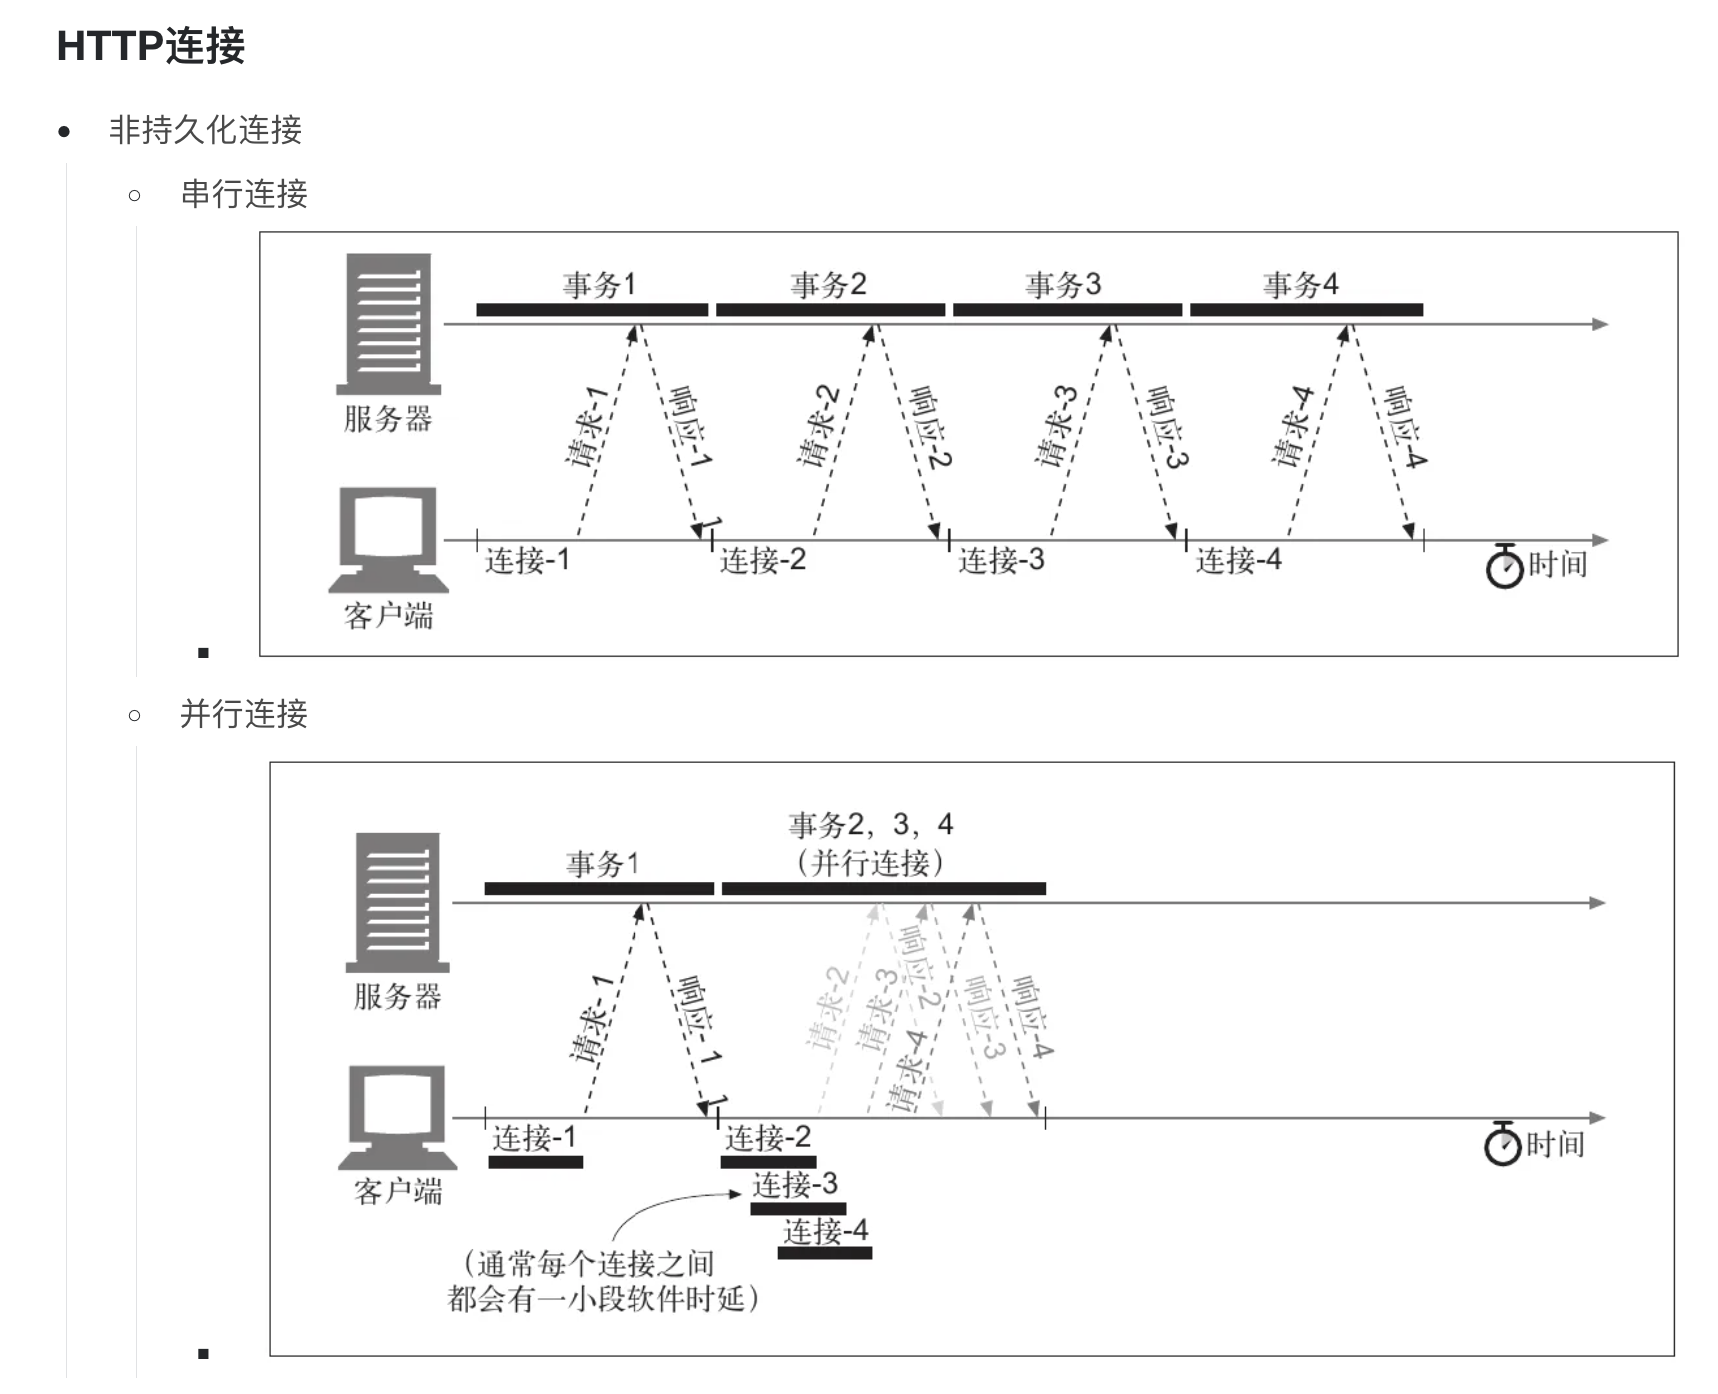 HTTP连接
非持久化连接
串行连接
事务1 事务2 事务3 事务4
请求-1 响应-1 请求-2 响应-2 请求-3 响应-3 请求-4 响应-4
服务器
1
连接-1 连接-2 连接-3 连接-4 时间
客户端
并行连接
事务2，3，4
事务1 （并行连接）
请求-1 响应-1 请求-2 响应-2 请求-3 响应-3 请求-4 响应-4
服务器
1
连接-1 连接-2 时间
客户端 连接-3
连接-4
（通常每个连接之间
都会有一小段软件时延）